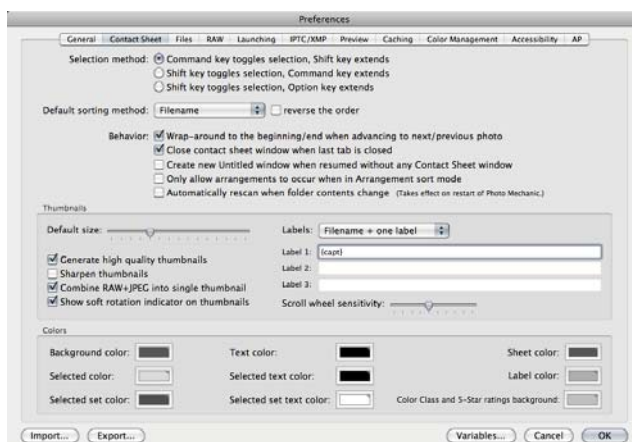 Preferences
General Contact Sheet Files RAW Launching IPTC/XMP Preview Caching Color Management Accessibility AP
Selection method: Command key toggles selection, Shift key extends
Shift key toggles selection, Command key extends
Shift key toggles selection, Option key extends
Default sorting method: Filename reverse the order
Behavior: Wrap-around to the beginning/end when advancing to next/previous photo
Close contact sheet window when last tab is closed
Create new Untitled window when resumed without any Contact Sheet window
Only allow arrangements to occur when in Arrangement sort mode
Automatically rescan when folder contents change (Takes effect on restart of Photo Mechanic.)
Thumbnails
Default size: Labels: Filename + one label
Label 1: {capt}
Generate high quality thumbnails
Label 2:
Sharpen thumbnails
Label 3:
Combine RAW+JPEG into single thumbnail
Show soft rotation indicator on thumbnails Scroll wheel sensitivity:
Colors
Background color: Text color: Sheet color:
Selected color: Selected text color: Label color:
Selected set color: Selected set text color: Color Class and 5-Star ratings background:
Import... Export... Variables... Cancel OK